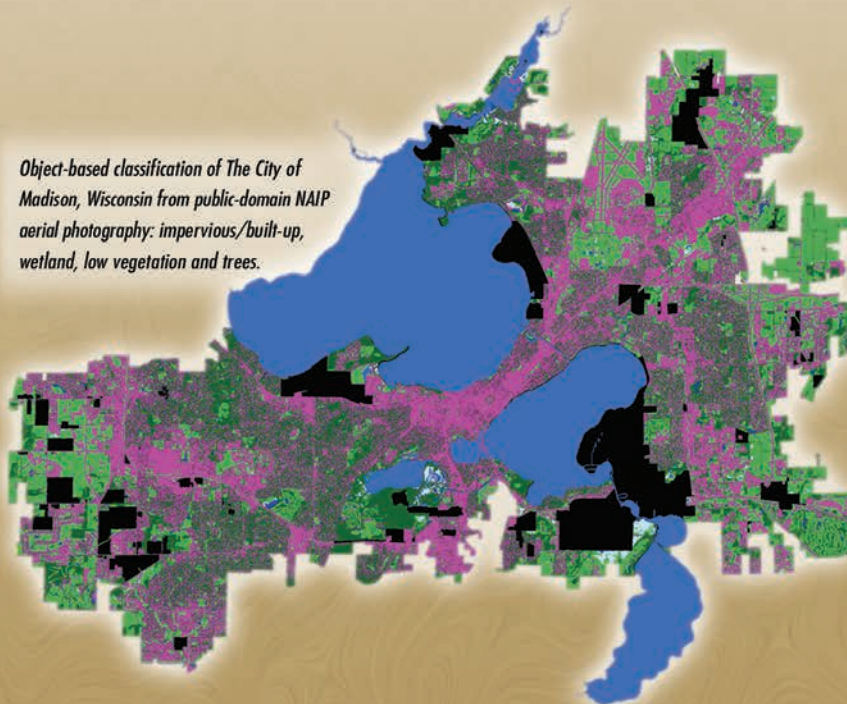 Object-based classification of The City of
Madison, Wisconsin from public-domain NAIP
aerial photography: impervious/built-up,
wetland, low vegetation and trees.